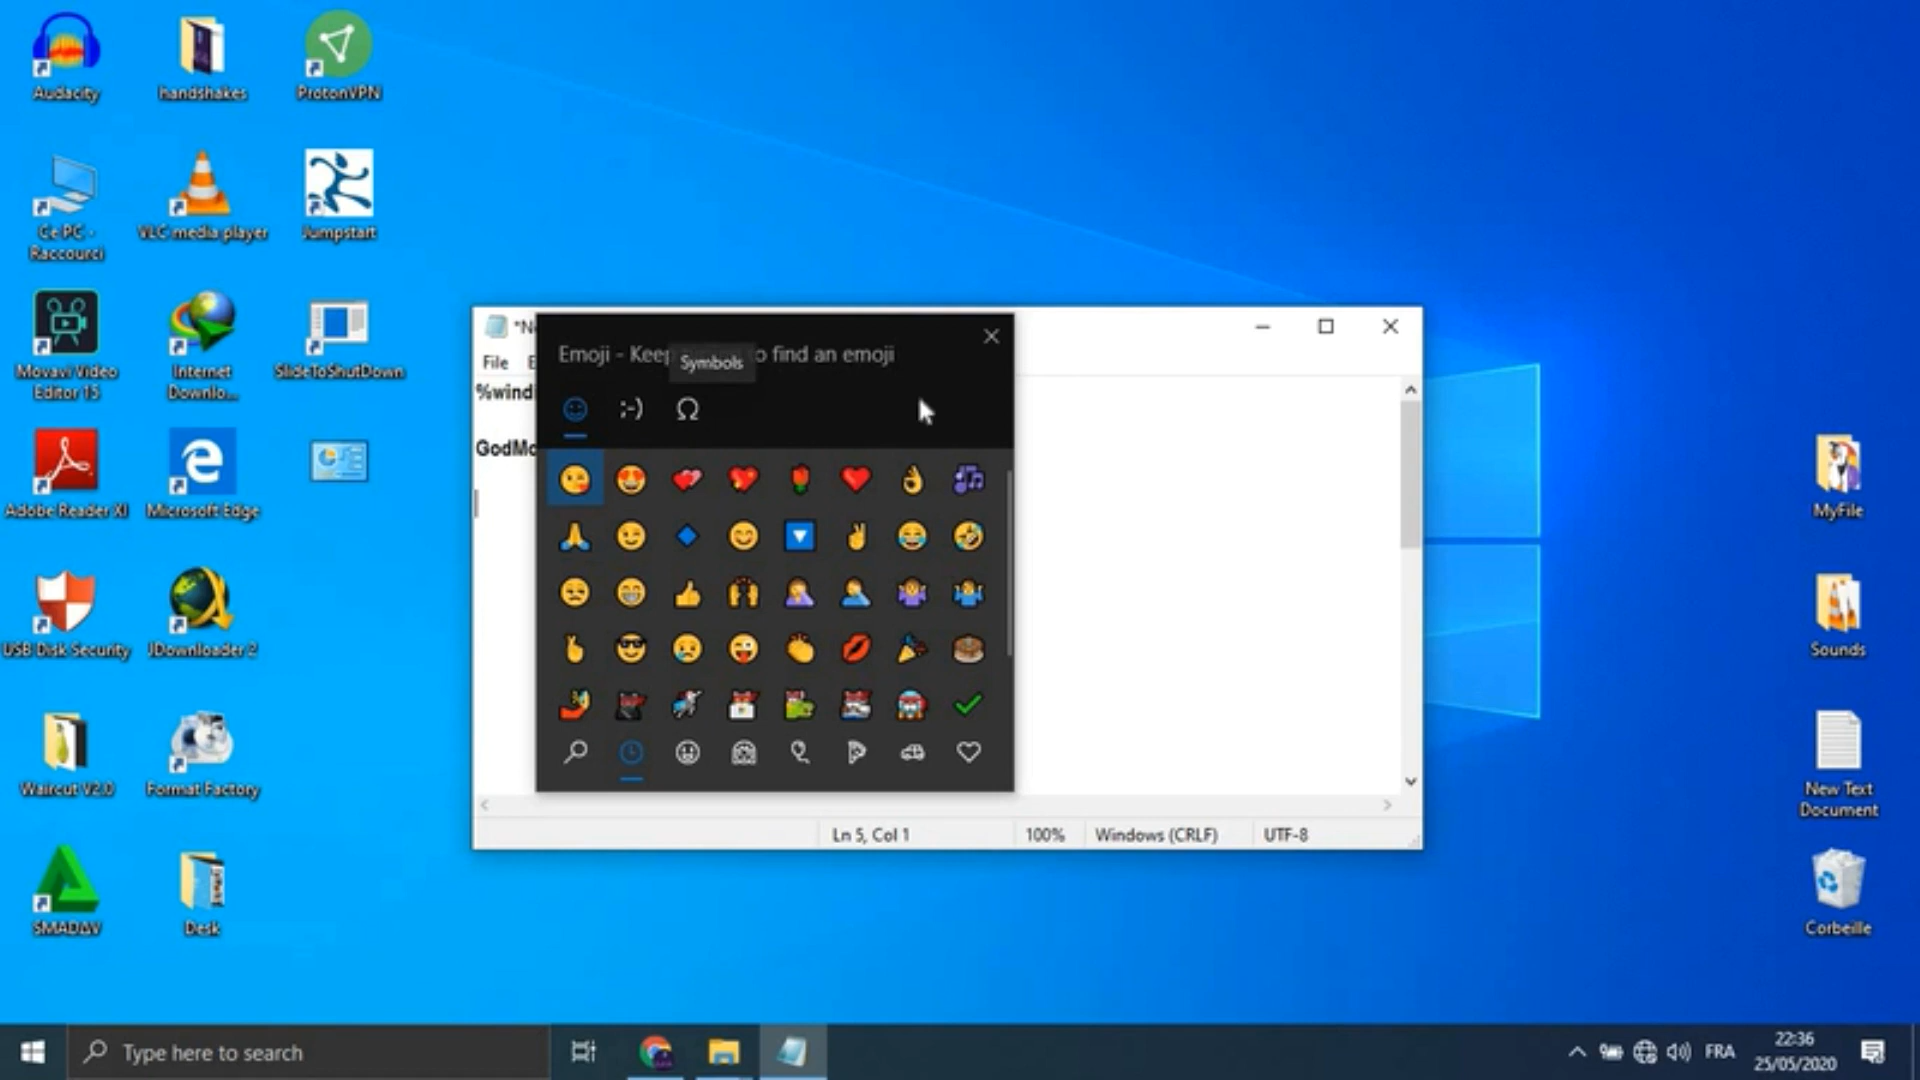 Audacity
handshakes
ProtonVPN
Ce PC -
Raccourci
VLC media player
Jumpstart
Movavi Video
Editor 15
Internet
Downlo...
SlideToShutDown
Adobe Reader XI
Microsoft Edge
USB Disk Security
JDownloader 2
Waircut V2.0
Format Factory
SMADAV
Desk
File
Emoji - Keep to find an emoji
Symbols
;-)
Ω
%windi
GodMo
Ln 5, Col 1
100%
Windows (CRLF)
UTF-8
MyFile
Sounds
New Text
Document
Corbeille
Type here to search
FRA
22:36
25/05/2020